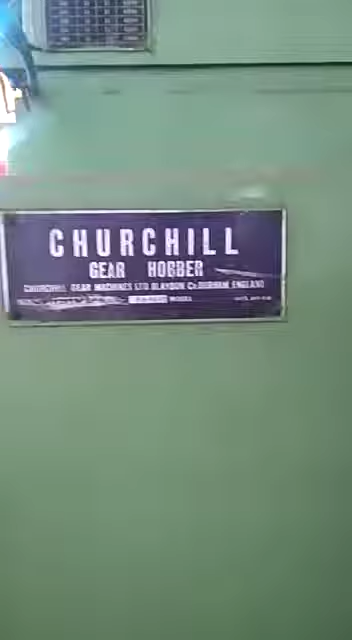 CHURCHILL
GEAR HOBBER
CHURCHILL GEAR MACHINES LTD BLAYDON Co. DURHAM, ENGLAND
MODEL